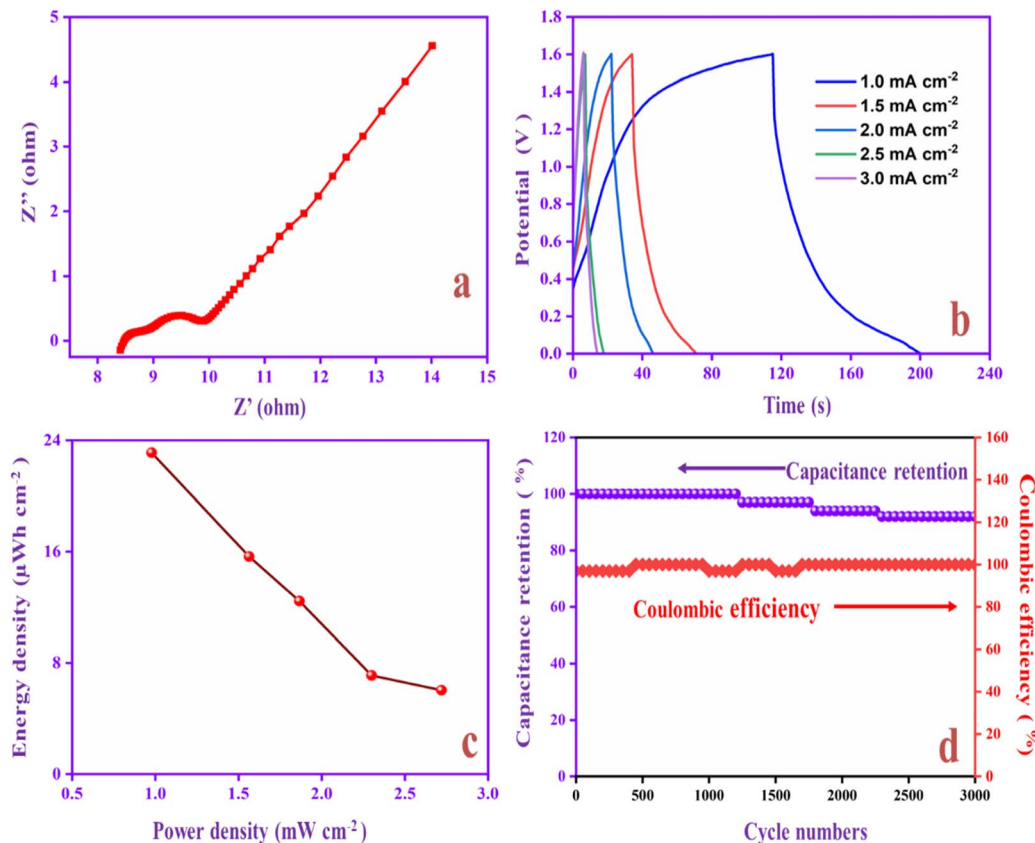 5
4
3
2
1
0
8 9 10 11 12 13 14 15
Z'' (ohm)
Z' (ohm)
a
2.0
1.8
1.6
1.4
1.2
1.0
0.8
0.6
0.4
0.2
0.0
0 40 80 120 160 200 240
Potential (V)
Time (s)
1.0 mA cm-2
1.5 mA cm-2
2.0 mA cm-2
2.5 mA cm-2
3.0 mA cm-2
b
24
16
8
0
0.5 1.0 1.5 2.0 2.5 3.0
Energy density (µWh cm-2)
Power density (mW cm-2)
c
120
100
80
60
40
20
0
0 500 1000 1500 2000 2500 3000
160
140
120
100
80
60
40
20
0
Capacitance retention (%)
Coulombic efficiency (%)
Cycle numbers
Capacitance retention
Coulombic efficiency
d